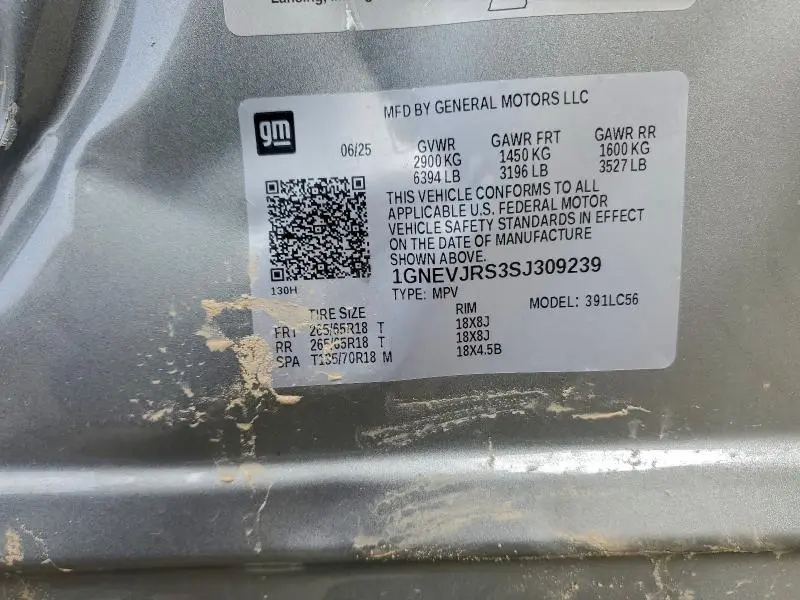 Lansing,
gm
MFD BY GENERAL MOTORS LLC
06/25
GVWR GAWR FRT GAWR RR
2900 KG 1450 KG 1600 KG
6394 LB 3196 LB 3527 LB
THIS VEHICLE CONFORMS TO ALL
APPLICABLE U.S. FEDERAL MOTOR
VEHICLE SAFETY STANDARDS IN EFFECT
ON THE DATE OF MANUFACTURE
SHOWN ABOVE.
130H
1GNEVJRS3SJ309239
TYPE: MPV MODEL: 391LC56
TIRE SIZE RIM
FRT 265/65R18 T 18X8J
RR 265/65R18 T 18X8J
SPA T135/70R18 M 18X4.5B